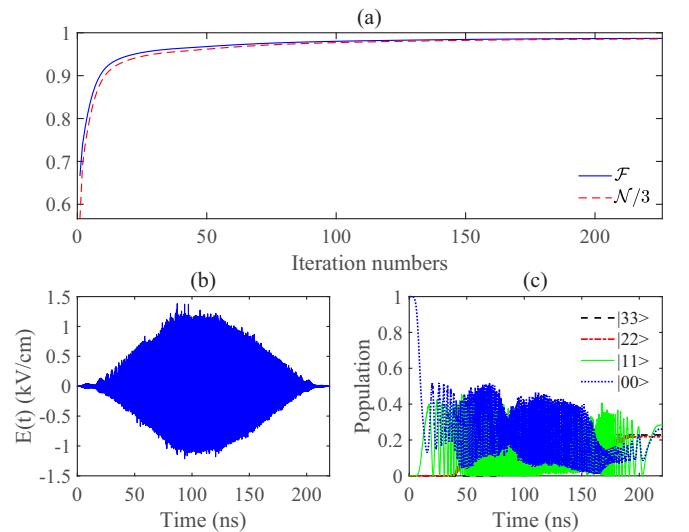 (a)
1
0.9
0.8
0.7
0.6
F
N/3
0 50 100 150 200
Iteration numbers
(b)
1.5
1
0.5
0
-0.5
-1
-1.5
E(t) (kV/cm)
0 50 100 150 200
Time (ns)
(c)
1
0.8
0.6
0.4
0.2
0
Population
|33>
|22>
|11>
|00>
0 50 100 150 200
Time (ns)